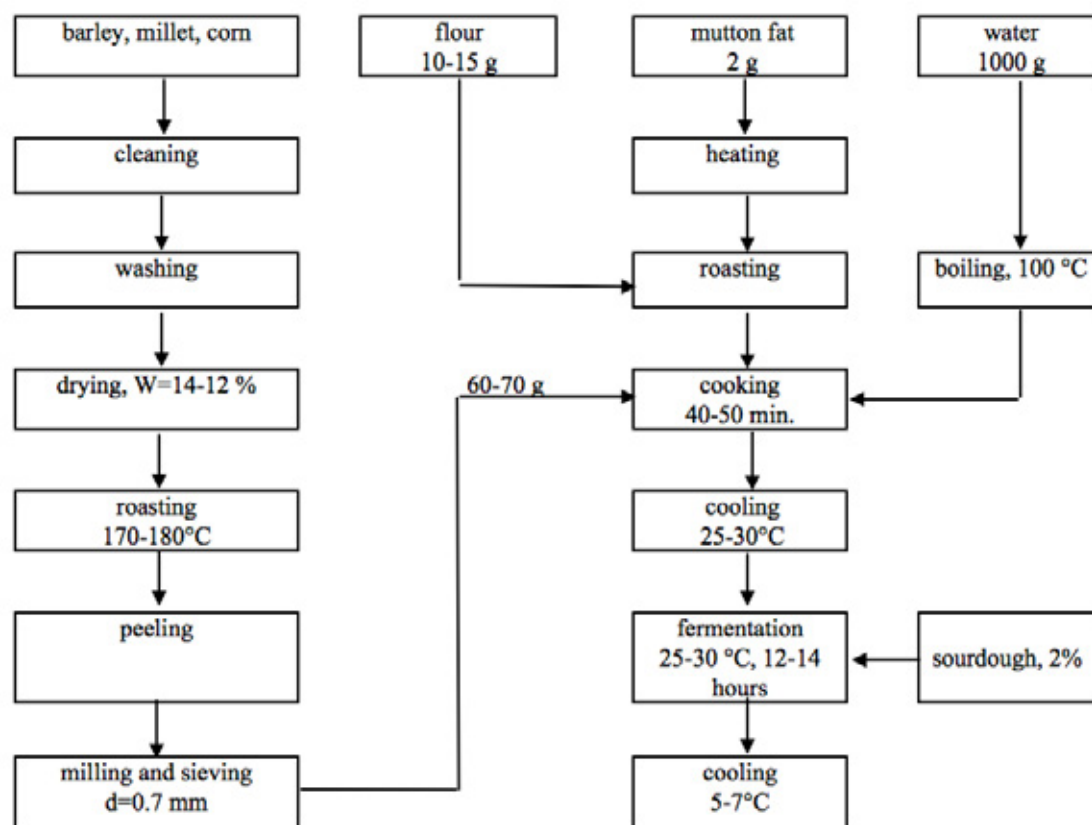 barley, millet, corn
flour
10-15 g
mutton fat
2 g
water
1000 g
cleaning
heating
washing
roasting
boiling, 100 °C
drying, W=14-12 %
60-70 g
cooking
40-50 min.
roasting
170-180°C
cooling
25-30°C
peeling
fermentation
25-30 °C, 12-14
hours
sourdough, 2%
milling and sieving
d=0.7 mm
cooling
5-7°C